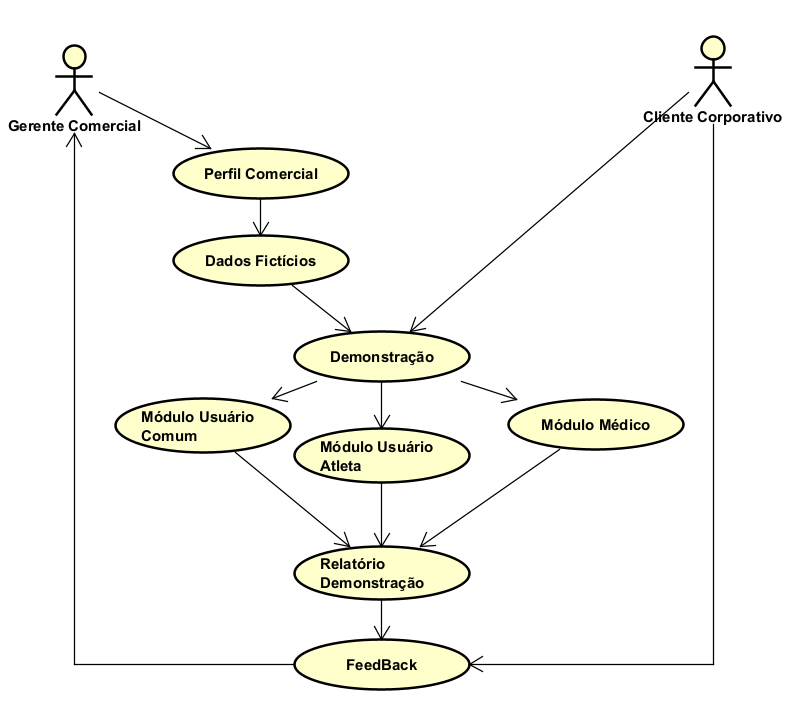 Gerente Comercial
Cliente Corporativo
Perfil Comercial
Dados Fictícios
Demonstração
Módulo Usuário
Comum
Módulo Usuário
Atleta
Módulo Médico
Relatório
Demonstração
FeedBack